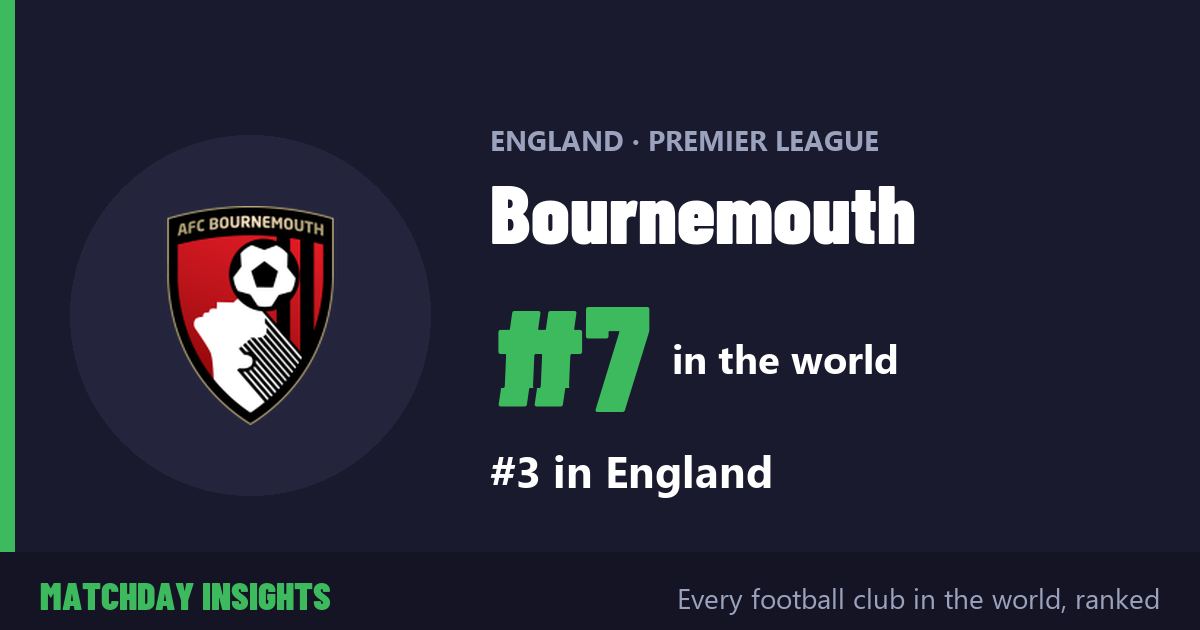 ENGLAND · PREMIER LEAGUE
Bournemouth
AFC BOURNEMOUTH
#7 in the world
#3 in England
MATCHDAY INSIGHTS
Every football club in the world, ranked